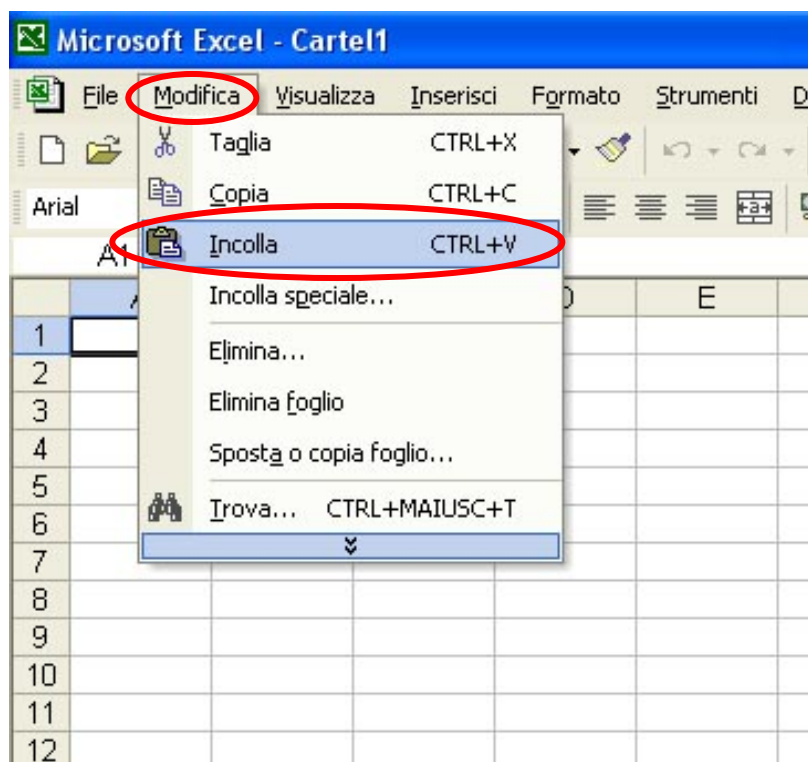 Microsoft Excel - Cartel1
File Modifica Visualizza Inserisci Formato Strumenti D
Arial
A1
Taglia CTRL+X
Copia CTRL+C
Incolla CTRL+V
Incolla speciale...
Elimina...
Elimina foglio
Sposta o copia foglio...
Trova... CTRL+MAIUSC+T
E
1
2
3
4
5
6
7
8
9
10
11
12